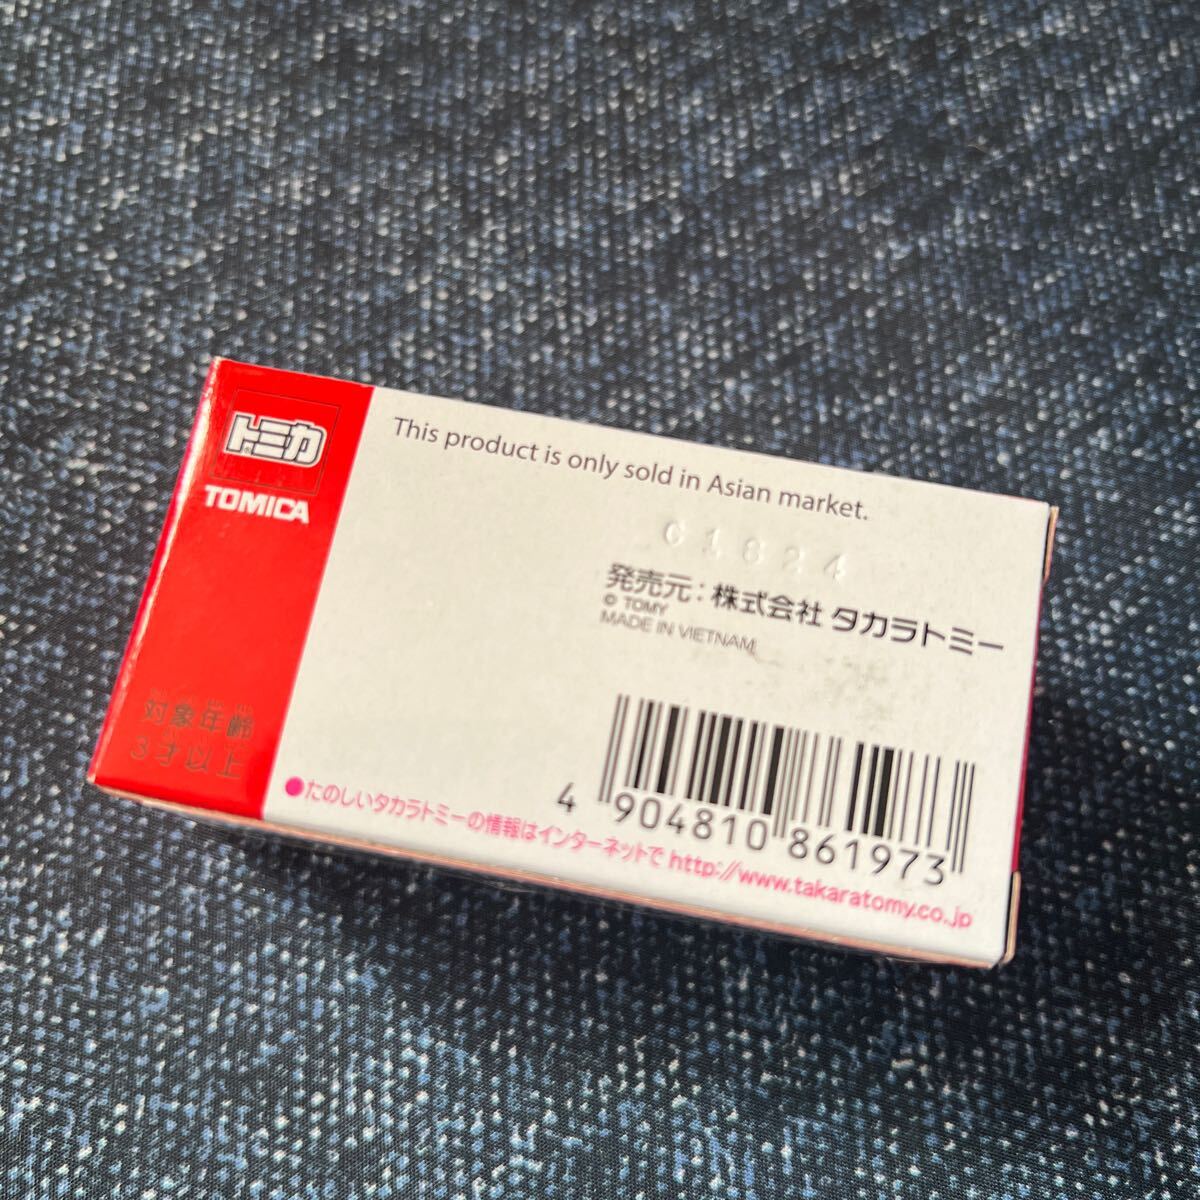 トミカ
®
TOMICA
This product is only sold in Asian market.
発売元：株式会社 タカラトミー
© TOMY
MADE IN VIETNAM
対象年齢
3才以上
4 904810 861973
●たのしいタカラトミーの情報はインターネットで http://www.takaratomy.co.jp